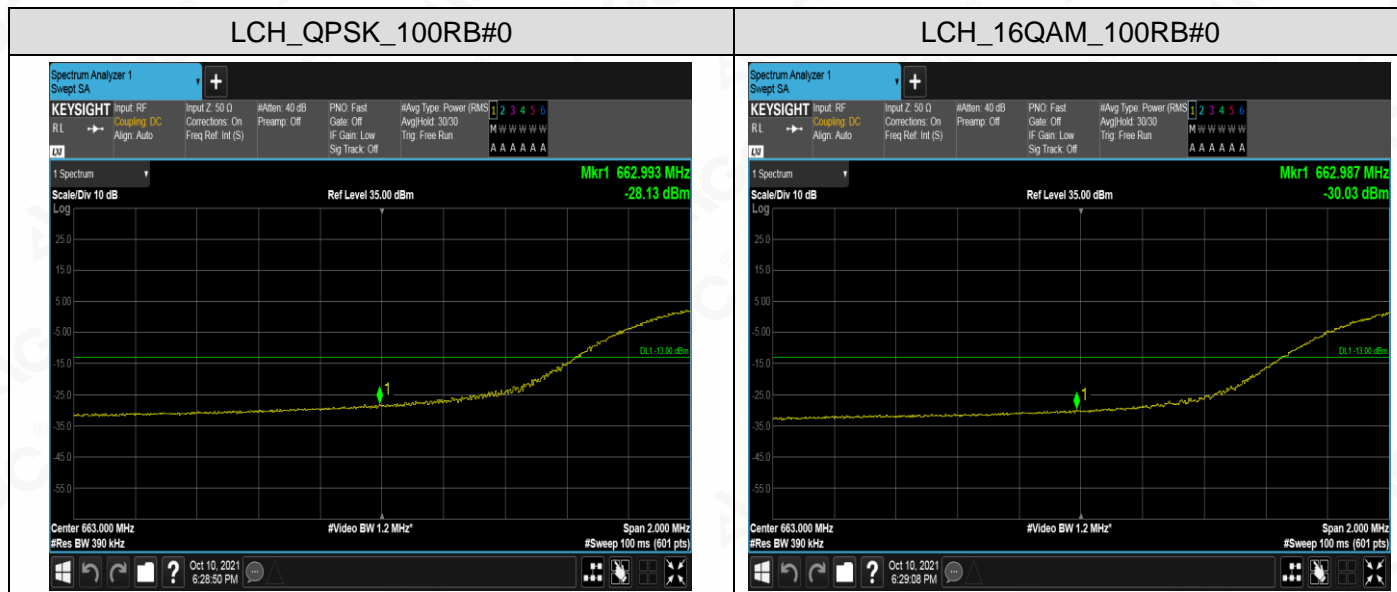 LCH_QPSK_100RB#0
LCH_16QAM_100RB#0
Spectrum Analyzer 1
Swept SA
KEYSIGHT
RL
LXI
Input: RF
Coupling: DC
Align: Auto
Input Z: 50 Ω
Corrections: On
Freq Ref: Int (S)
#Atten: 40 dB
Preamp: Off
PNO: Fast
Gate: Off
IF Gain: Low
Sig Track: Off
#Avg Type: Power (RMS
Avg|Hold: 30/30
Trig: Free Run
1 2 3 4 5 6
M W W W W W
A A A A A A
1 Spectrum
Mkr1 662.993 MHz
-28.13 dBm
Scale/Div 10 dB
Ref Level 35.00 dBm
Log
25.0
15.0
5.00
-5.00
-15.0
-25.0
-35.0
-45.0
-55.0
DL1 -13.00 dBm
1
Center 663.000 MHz
#Video BW 1.2 MHz*
Span 2.000 MHz
#Res BW 390 kHz
#Sweep 100 ms (601 pts)
Oct 10, 2021
6:28:50 PM
Spectrum Analyzer 1
Swept SA
KEYSIGHT
RL
LXI
Input: RF
Coupling: DC
Align: Auto
Input Z: 50 Ω
Corrections: On
Freq Ref: Int (S)
#Atten: 40 dB
Preamp: Off
PNO: Fast
Gate: Off
IF Gain: Low
Sig Track: Off
#Avg Type: Power (RMS
Avg|Hold: 30/30
Trig: Free Run
1 2 3 4 5 6
M W W W W W
A A A A A A
1 Spectrum
Mkr1 662.987 MHz
-30.03 dBm
Scale/Div 10 dB
Ref Level 35.00 dBm
Log
25.0
15.0
5.00
-5.00
-15.0
-25.0
-35.0
-45.0
-55.0
DL1 -13.00 dBm
1
Center 663.000 MHz
#Video BW 1.2 MHz*
Span 2.000 MHz
#Res BW 390 kHz
#Sweep 100 ms (601 pts)
Oct 10, 2021
6:29:08 PM